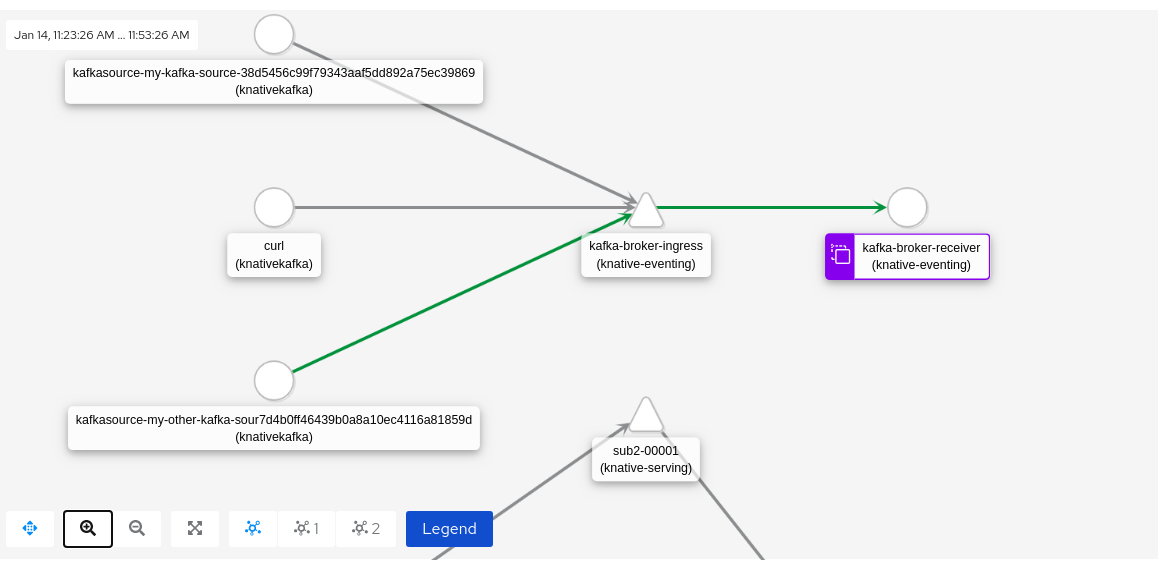 Jan 14, 11:23:26 AM ... 11:53:26 AM
kafkasource-my-kafka-source-38d5456c99f79343aaf5dd892a75ec39869
(knativekafka)
curl
(knativekafka)
kafka-broker-ingress
(knative-eventing)
kafka-broker-receiver
(knative-eventing)
kafkasource-my-other-kafka-sour7d4b0ff46439b0a8a10ec4116a81859d
(knativekafka)
sub2-00001
(knative-serving)
1
2
Legend